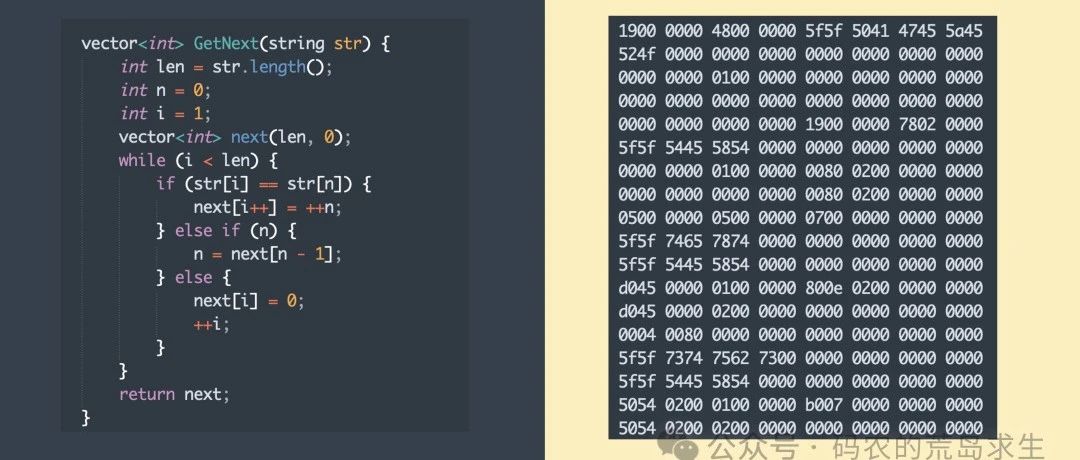 vector<int> GetNext(string str) {
    int len = str.length();
    int n = 0;
    int i = 1;
    vector<int> next(len, 0);
    while (i < len) {
        if (str[i] == str[n]) {
            next[i++] = ++n;
        } else if (n) {
            n = next[n - 1];
        } else {
            next[i] = 0;
            ++i;
        }
    }
    return next;
}
1900 0000 4800 0000 5f5f 5041 4745 5a45
524f 0000 0000 0000 0000 0000 0000 0000
0000 0000 0100 0000 0000 0000 0000 0000
0000 0000 0000 0000 0000 0000 0000 0000
0000 0000 0000 0000 1900 0000 7802 0000
5f5f 5445 5854 0000 0000 0000 0000 0000
0000 0000 0100 0000 0080 0200 0000 0000
0000 0000 0000 0000 0080 0200 0000 0000
0500 0000 0500 0000 0700 0000 0000 0000
5f5f 7465 7874 0000 0000 0000 0000 0000
5f5f 5445 5854 0000 0000 0000 0000 0000
d045 0000 0100 0000 800e 0200 0000 0000
d045 0000 0200 0000 0000 0000 0000 0000
0004 0080 0000 0000 0000 0000 0000 0000
5f5f 7374 7562 7300 0000 0000 0000 0000
5f5f 5445 5854 0000 0000 0000 0000 0000
5054 0200 0100 0000 b007 0000 0000 0000
5054 0200 0200 0000 0000 0000 0000 0000
公众号 · 码农的荒岛求生